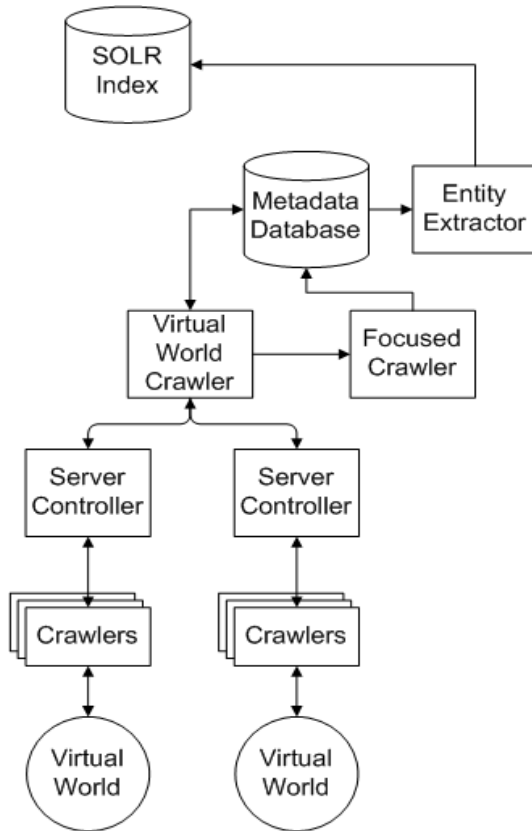 SOLR
Index
Metadada
Database
Entity
Extractor
Virtual
World
Crawler
Focused
Crawler
Server
Controller
Server
Controller
Crawlers
Crawlers
Virtual
World
Virtual
World